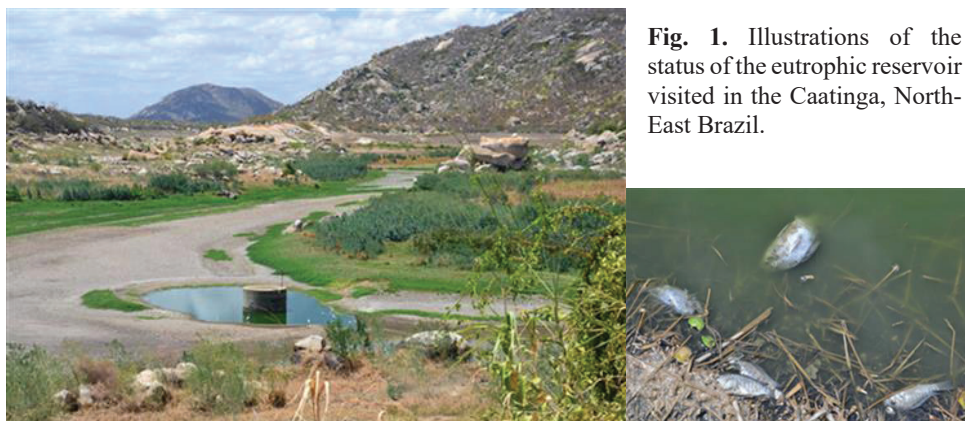 Fig. 1. Illustrations of the
status of the eutrophic reservoir
visited in the Caatinga, North-
East Brazil.